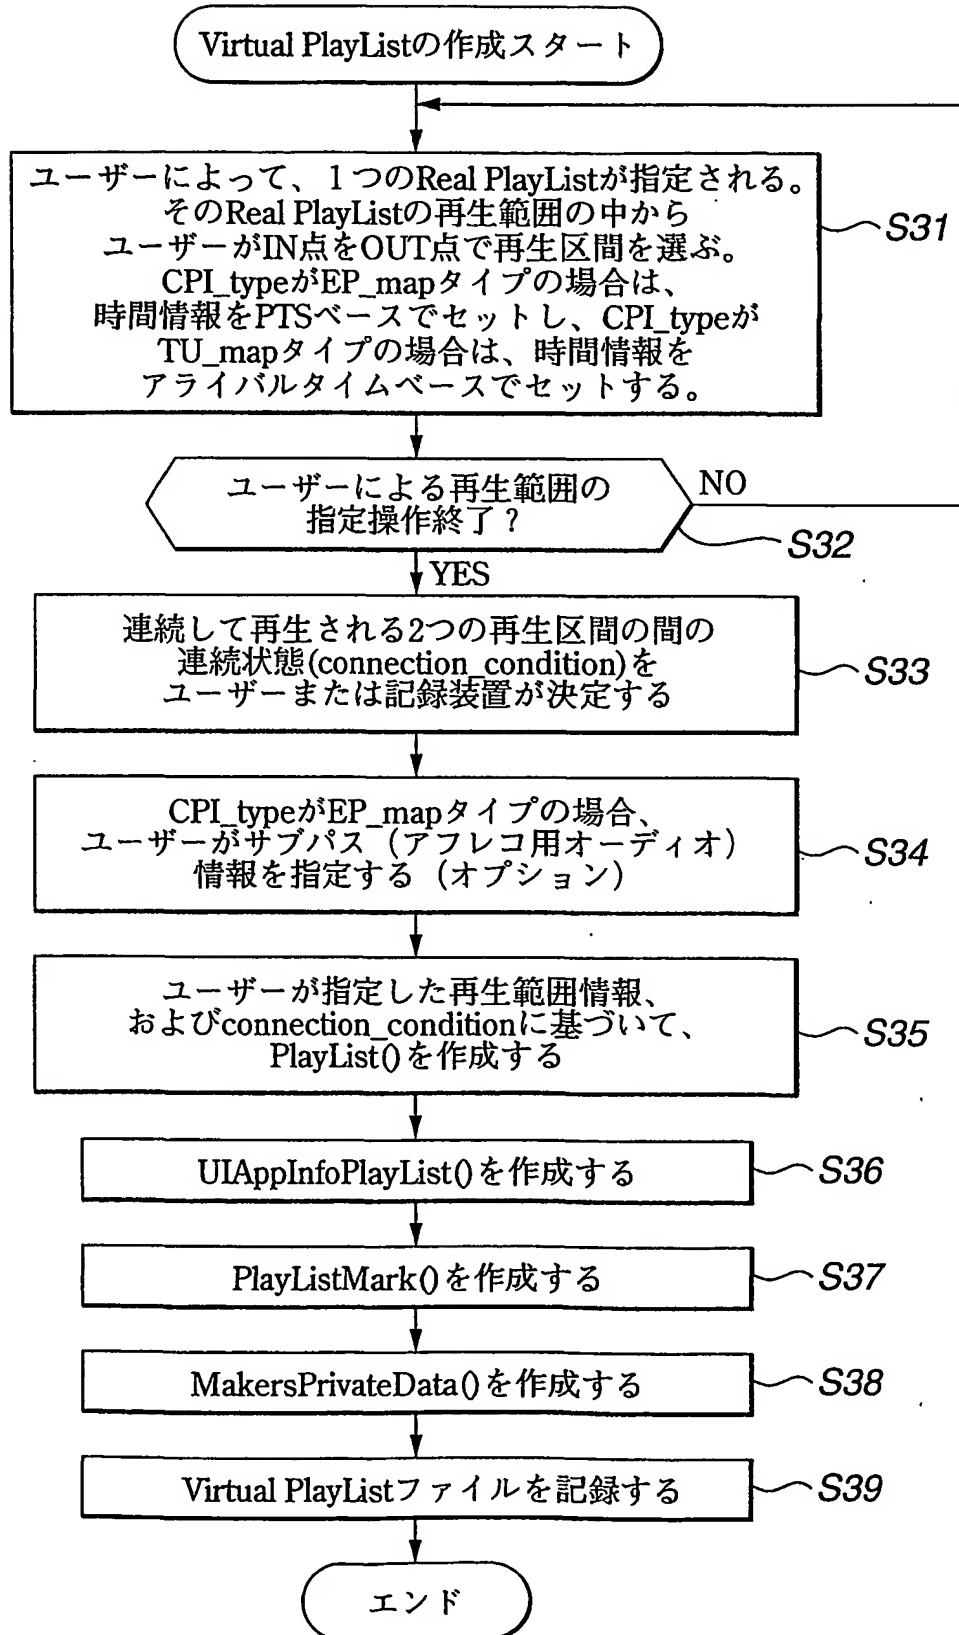 Virtual PlayListの作成スタート
ユーザーによって、1つのReal PlayListが指定される。
そのReal PlayListの再生範囲の中から
ユーザーがIN点をOUT点で再生区間を選ぶ。
CPI_typeがEP_mapタイプの場合は、
時間情報をPTSベースでセットし、CPI_typeが
TU_mapタイプの場合は、時間情報を
アライバルタイムベースでセットする。
S31
ユーザーによる再生範囲の
指定操作終了?
NO
S32
YES
連続して再生される2つの再生区間の間の
連続状態(connection_condition)を
ユーザーまたは記録装置が決定する
S33
CPI_typeがEP_mapタイプの場合、
ユーザーがサブパス(アフレコ用オーディオ)
情報を指定する(オプション)
S34
ユーザーが指定した再生範囲情報、
およびconnection_conditionに基づいて、
PlayList()を作成する
S35
UIAppInfoPlayList()を作成する
S36
PlayListMark()を作成する
S37
MakersPrivateData()を作成する
S38
Virtual PlayListファイルを記録する
S39
エンド